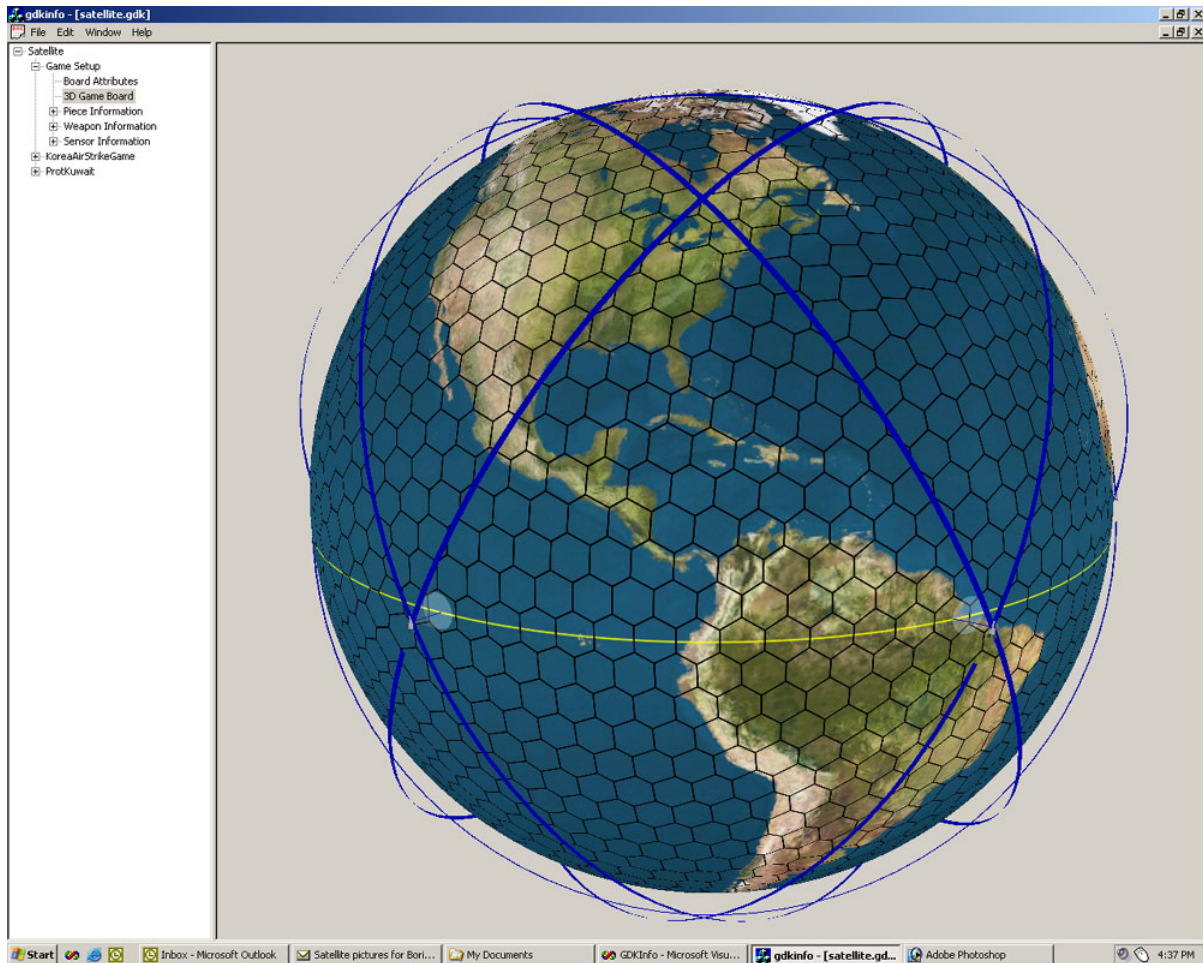 gdkinfo - [satellite.gdk]
File Edit Window Help
Satellite
Game Setup
Board Attributes
3D Game Board
Piece Information
Weapon Information
Sensor Information
KoreaAirStrikeGame
ProtKuwait
Start Inbox - Microsoft Outlook Satellite pictures for Bori... My Documents GDKInfo - Microsoft Visu... gdkinfo - [satellite.gd... Adobe Photoshop 4:37 PM